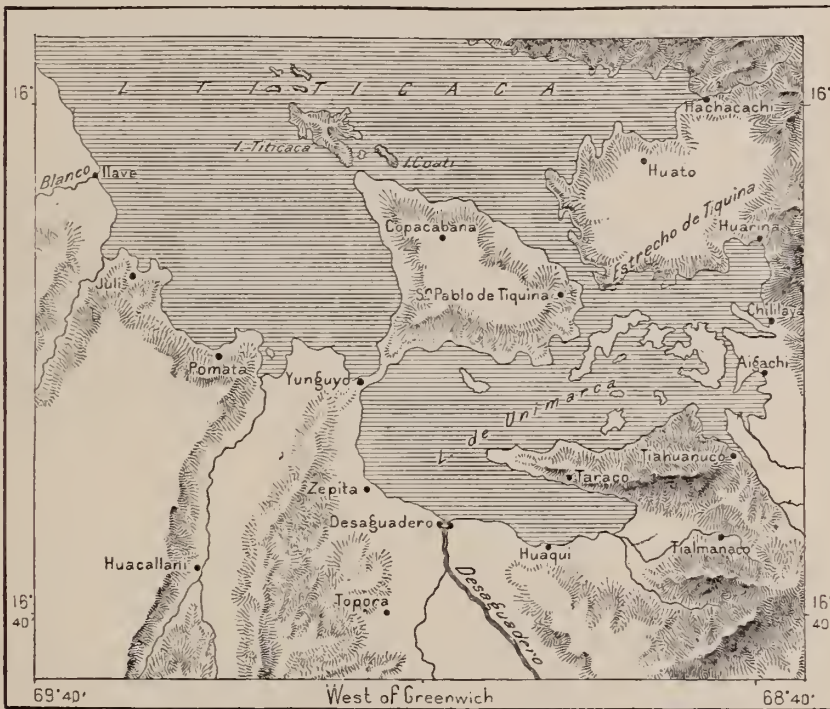 L. TITICACA
16°
16°
Hachacachi
I. Titicaca
I. Coati
Huato
Blanco
Ilave
Estrecho de Tiquina
Copacabana
Huarina
Juli
Sn. Pablo de Tiquina
Chililaya
Pomata
Aigachi
Yunguyo
L. de Unimarca
Tiahuanuco
Taraco
Zepita
Desaguadero
Huaqui
Tialmanaco
Huacallani
Desaguadero
Topora
16°
40'
16°
40'
69°40'
West of Greenwich
68°40'